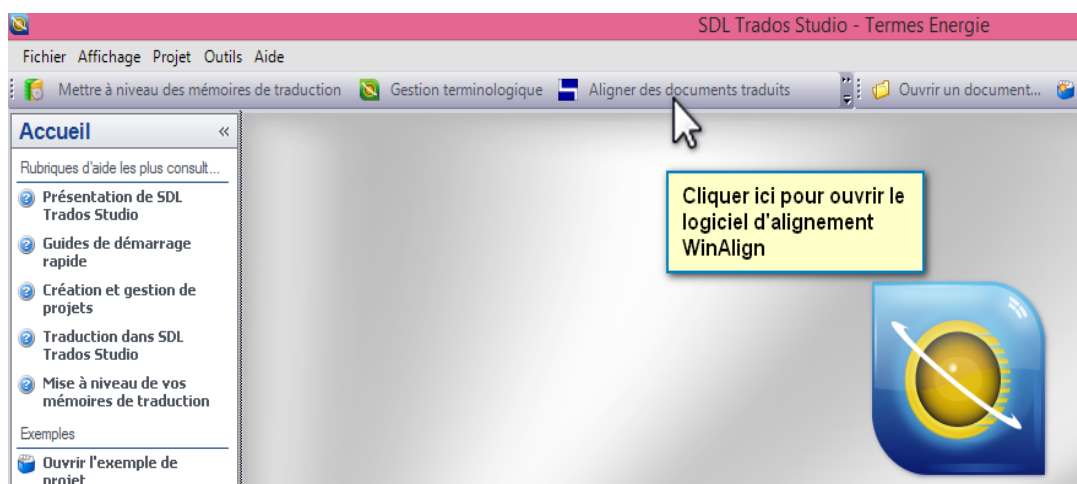 SDL Trados Studio - Termes Energie
Fichier Affichage Projet Outils Aide
Mettre à niveau des mémoires de traduction Gestion terminologique Aligner des documents traduits Ouvrir un document...
Accueil «
Rubriques d'aide les plus consult...
Présentation de SDL
Trados Studio
Guides de démarrage
rapide
Création et gestion de
projets
Traduction dans SDL
Trados Studio
Mise à niveau de vos
mémoires de traduction
Exemples
Ouvrir l'exemple de
projet
Cliquer ici pour ouvrir le
logiciel d'alignement
WinAlign